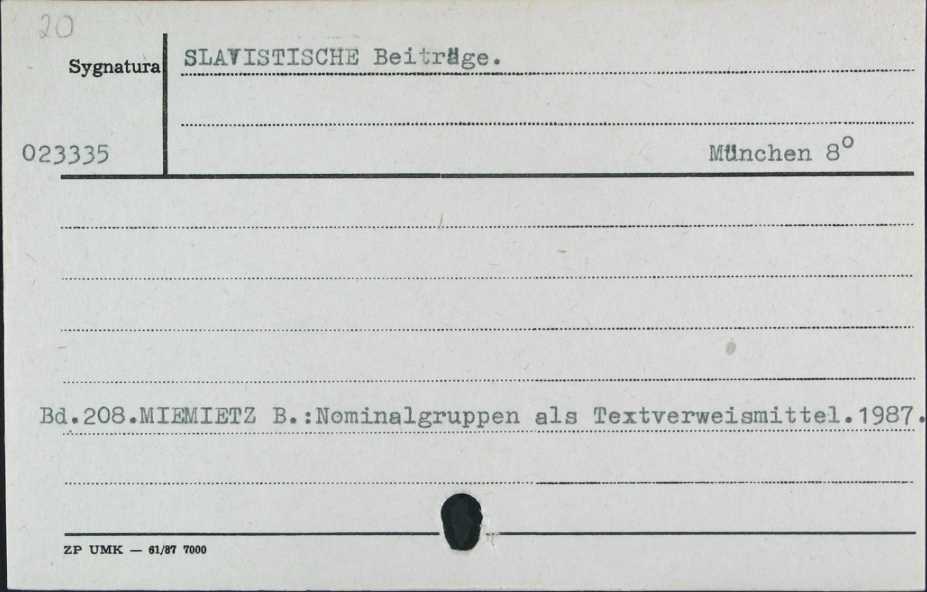 20
Sygnatura
SLAVISTISCHE Beiträge.
023335
München 8°
Bd.208.MIEMIETZ B.:Nominalgruppen als Textverweismittel.1987.
ZP UMK — 61/87 7000